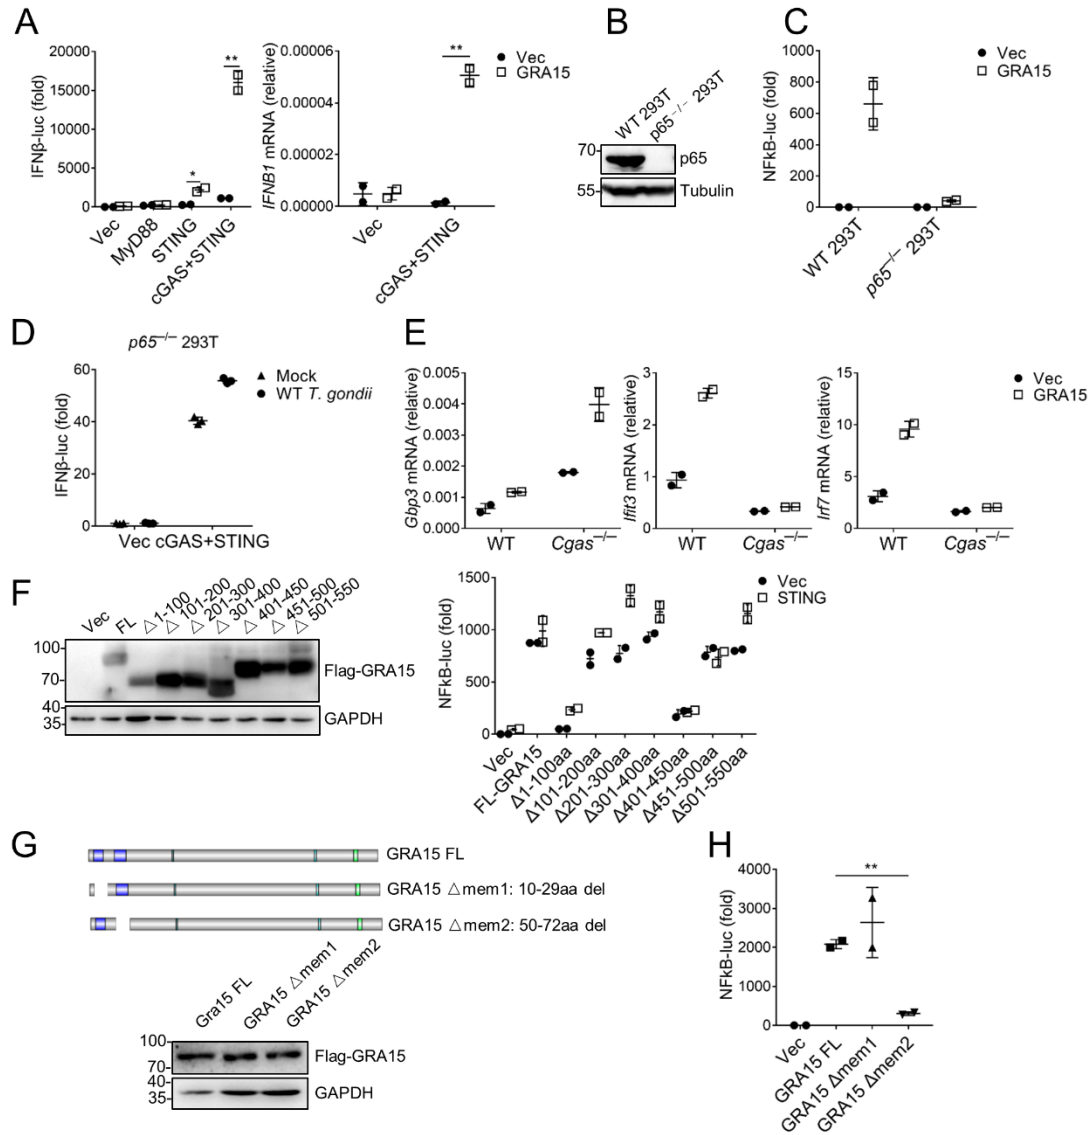 A
IFNβ-luc (fold)
20000
15000
10000
5000
0
**
*
Vec
MyD88
STING
cGAS+STING
IFNB1 mRNA (relative)
0.00006
0.00004
0.00002
0.00000
**
Vec
cGAS+STING
Vec
GRA15
B
WT 293T
p65–/– 293T
70
p65
55
Tubulin
C
NFkB-luc (fold)
1000
800
600
400
200
0
WT 293T
p65–/– 293T
Vec
GRA15
D
p65–/– 293T
IFNβ-luc (fold)
60
40
20
0
Vec cGAS+STING
Mock
WT T. gondii
E
Gbp3 mRNA (relative)
0.005
0.004
0.003
0.002
0.001
0.000
WT
Cgas–/–
Ifit3 mRNA (relative)
3
2
1
0
WT
Cgas–/–
Irf7 mRNA (relative)
15
10
5
0
WT
Cgas–/–
Vec
GRA15
F
Vec
FL
△1-100
△101-200
△201-300
△301-400
△401-450
△451-500
△501-550
100
70
Flag-GRA15
40
35
GAPDH
NFkB-luc (fold)
1500
1000
500
0
Vec
FL-GRA15
Δ1-100aa
Δ101-200aa
Δ201-300aa
Δ301-400aa
Δ401-450aa
Δ451-500aa
Δ501-550aa
Vec
STING
G
GRA15 FL
GRA15 △mem1: 10-29aa del
GRA15 △mem2: 50-72aa del
Gra15 FL
GRA15 △mem1
GRA15 △mem2
100
70
Flag-GRA15
40
35
GAPDH
H
NFkB-luc (fold)
4000
3000
2000
1000
0
**
Vec
GRA15 FL
GRA15 Δmem1
GRA15 Δmem2